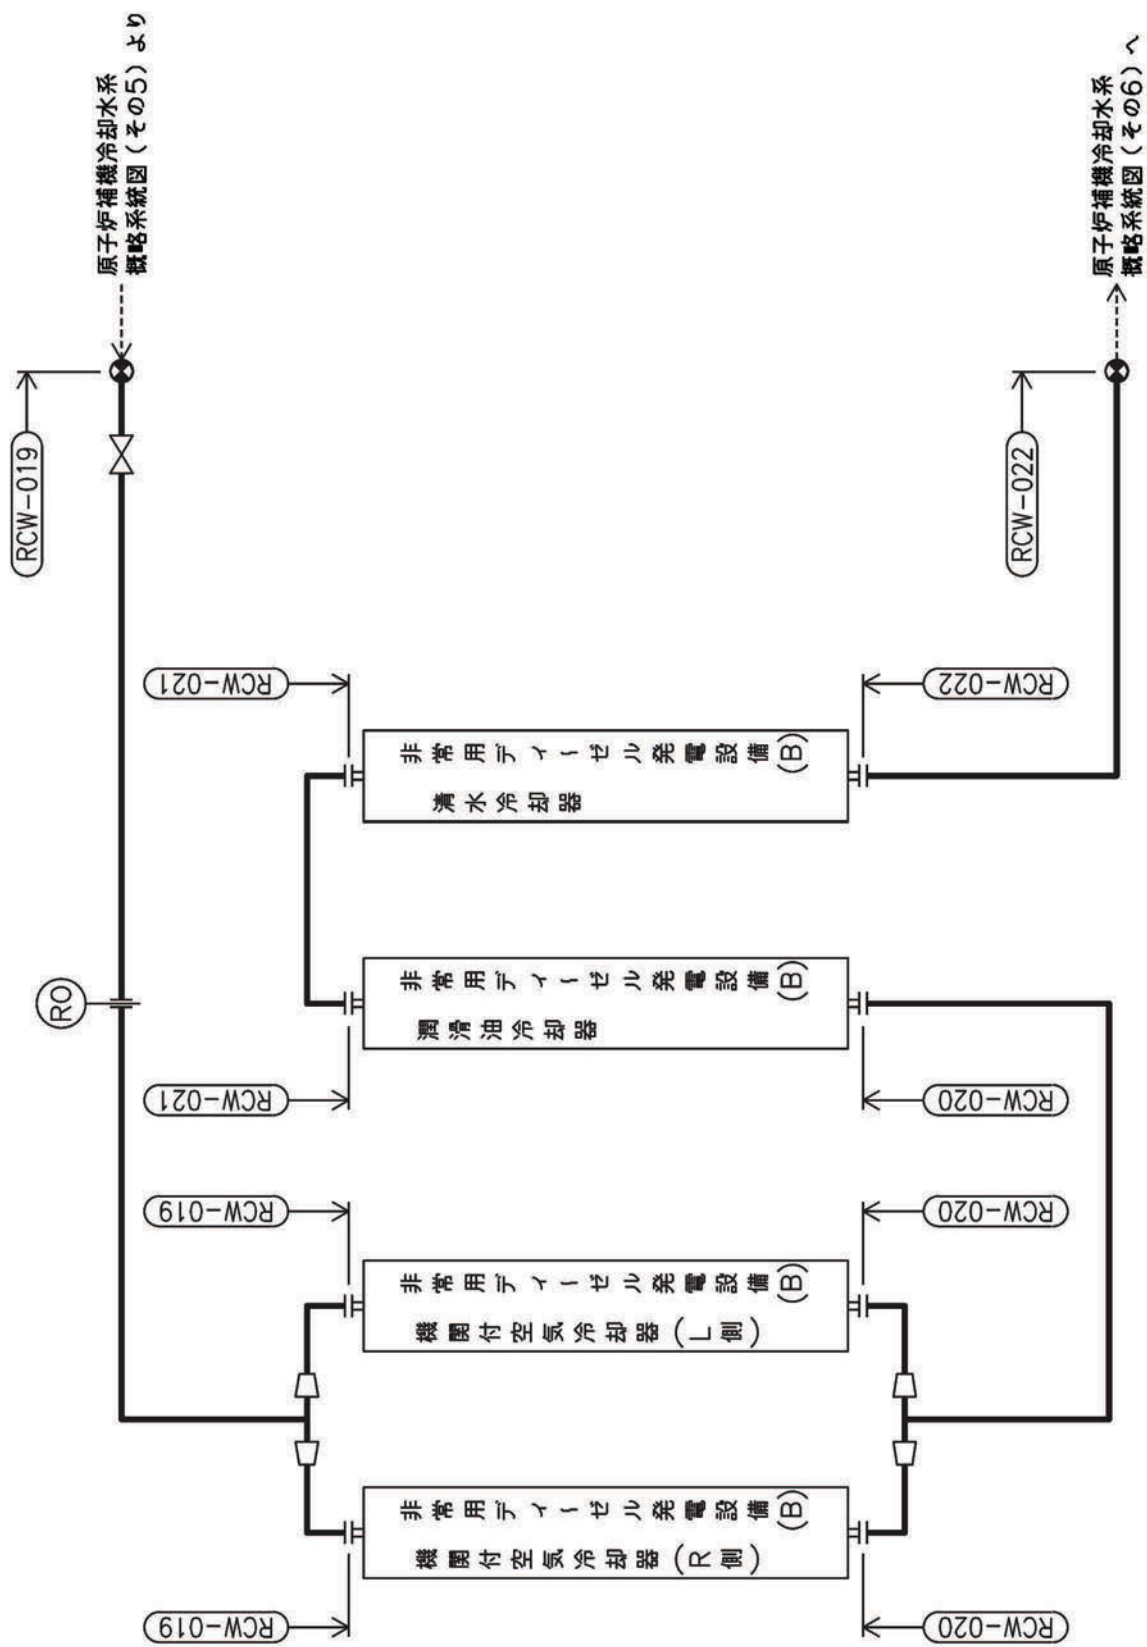 原子炉補機冷却水系
概略系統図(その5)より
RCW-019
RO
RCW-021
RCW-021
RCW-019
RCW-019
非常用ディーゼル発電設備(B)
清水冷却器
非常用ディーゼル発電設備(B)
潤滑油冷却器
非常用ディーゼル発電設備(B)
機関付空気冷却器(L側)
非常用ディーゼル発電設備(B)
機関付空気冷却器(R側)
RCW-022
RCW-020
RCW-020
RCW-020
RCW-022
原子炉補機冷却水系
概略系統図(その6)へ